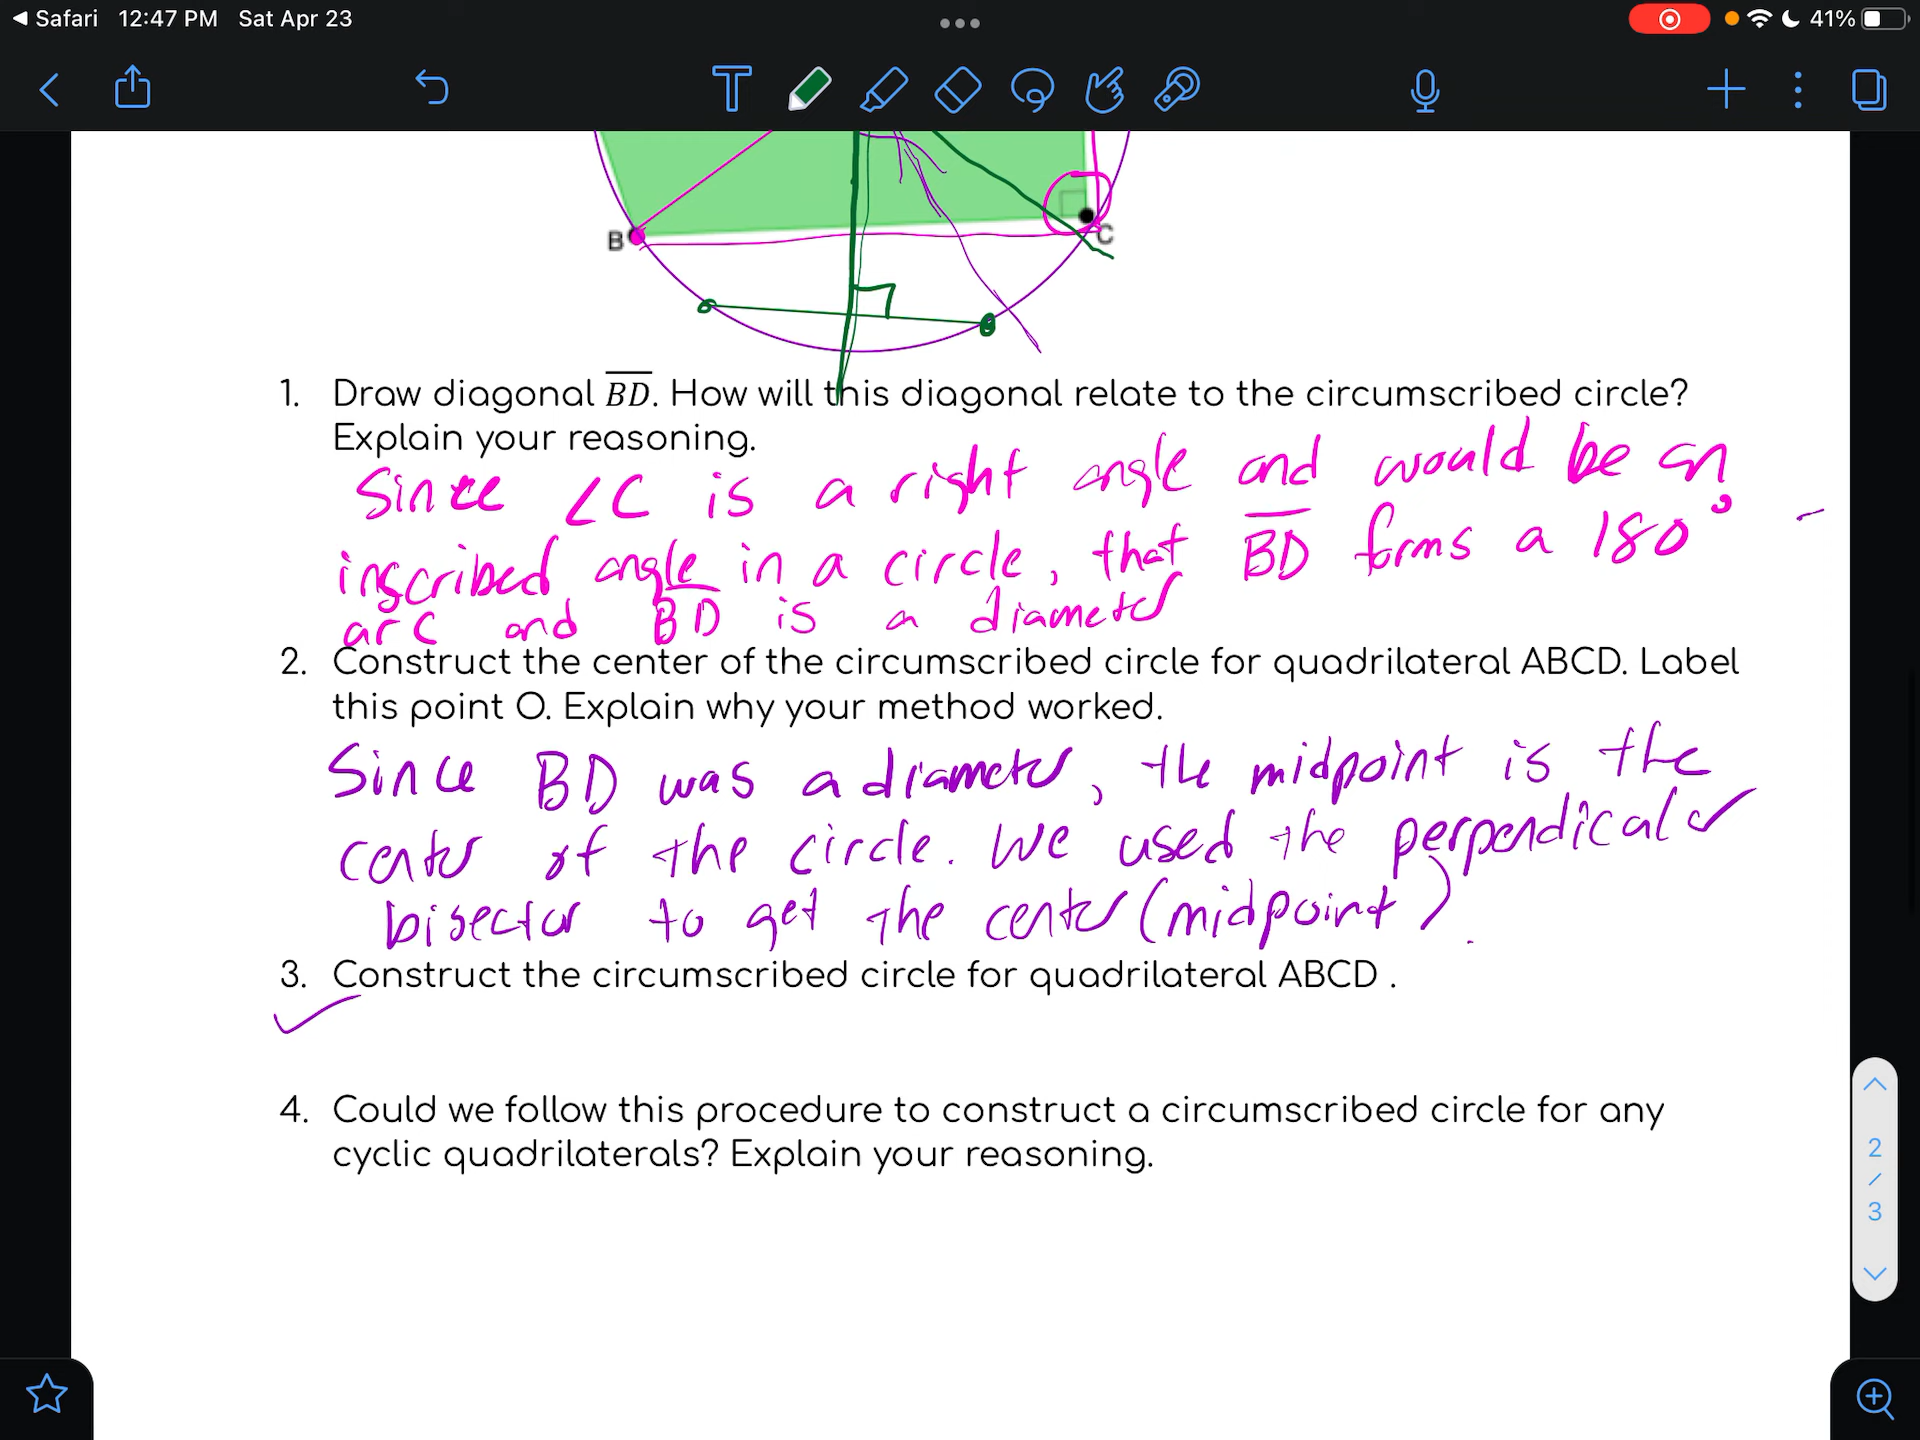 Safari 12:47 PM Sat Apr 23
41%
T
B
C
1. Draw diagonal BD. How will this diagonal relate to the circumscribed circle?
Explain your reasoning.
Since ∠C is a right angle and would be an
inscribed angle in a circle, that BD forms a 180°
arc and BD is a diameter
2. Construct the center of the circumscribed circle for quadrilateral ABCD. Label
this point O. Explain why your method worked.
Since BD was a diameter, the midpoint is the
center of the circle. We used the perpendicular
bisector to get the center (midpoint).
3. Construct the circumscribed circle for quadrilateral ABCD .
4. Could we follow this procedure to construct a circumscribed circle for any
cyclic quadrilaterals? Explain your reasoning.
2
/
3